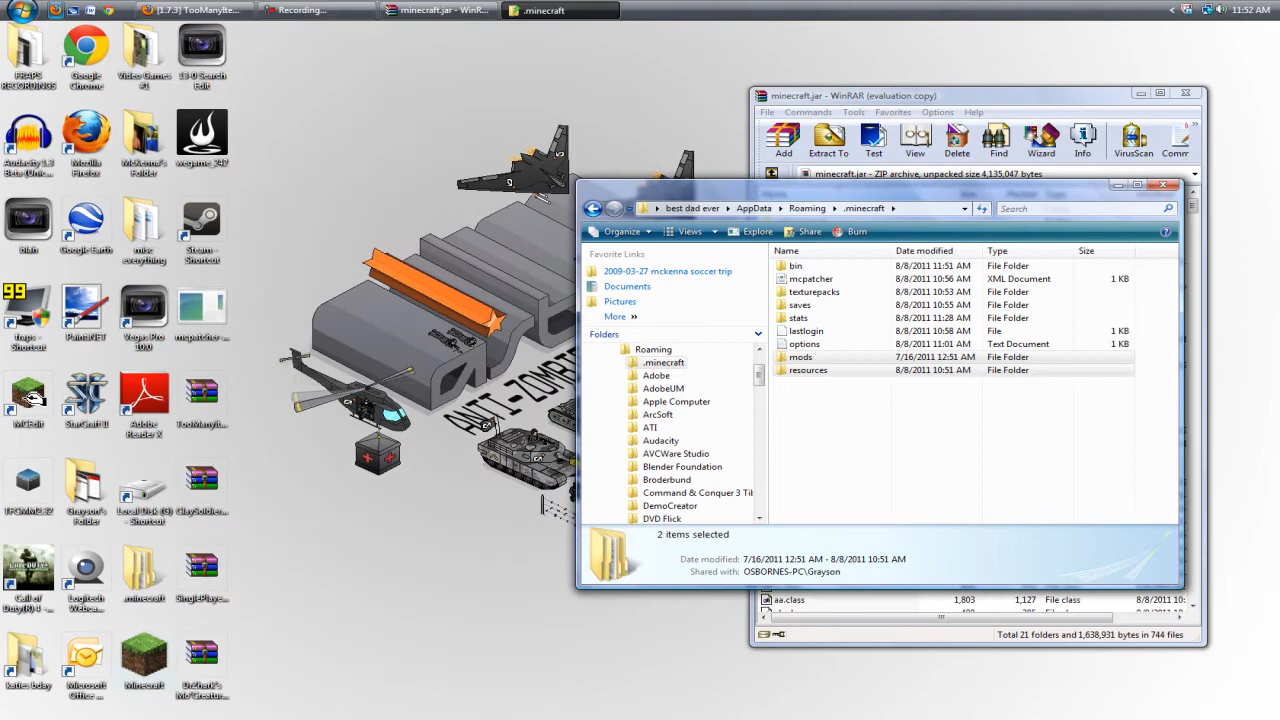 [1.7.3] TooManyIte...
Recording...
minecraft.jar - WinR...
.minecraft
11:52 AM
FRAPS RECORDINGS
Google Chrome
Video Games #1
13-0 Search Edit
Audacity 1.3 Beta (Unic...
Mozilla Firefox
McKenna's Folder
wegame_242
blah
Google Earth
misc everything
Steam - Shortcut
99
fraps - Shortcut
Paint.NET
Vegas Pro 10.0
mcpatcher-...
MCEdit
StarCraft II
Adobe Reader X
TooManyIt...
TFCMM2.32
Grayson's Folder
Local Disk (G) - Shortcut
ClaySoldier...
Call of Duty(R) 4 -...
Logitech Webca...
.minecraft
SinglePlaye...
katies bday
Microsoft Office ...
Minecraft
DrZhark's Mo'Creatur...
minecraft.jar - WinRAR (evaluation copy)
File Commands Tools Favorites Options Help
Add Extract To Test View Delete Find Wizard Info VirusScan Comm
minecraft.jar - ZIP archive, unpacked size 4,135,047 bytes
best dad ever AppData Roaming .minecraft Search
Organize Views Explore Share Burn
Favorite Links
2009-03-27 mckenna soccer trip
Documents
Pictures
More
Folders
Roaming
.minecraft
Adobe
AdobeUM
Apple Computer
ArcSoft
ATI
Audacity
AVCWare Studio
Blender Foundation
Broderbund
Command & Conquer 3 Til
DemoCreator
DVD Flick
Name Date modified Type Size
bin 8/8/2011 11:51 AM File Folder
mcpatcher 8/8/2011 10:56 AM XML Document 1 KB
texturepacks 8/8/2011 10:53 AM File Folder
saves 8/8/2011 10:55 AM File Folder
stats 8/8/2011 11:28 AM File Folder
lastlogin 8/8/2011 10:58 AM File 1 KB
options 8/8/2011 11:01 AM Text Document 1 KB
mods 7/16/2011 12:51 AM File Folder
resources 8/8/2011 10:51 AM File Folder
2 items selected
Date modified: 7/16/2011 12:51 AM - 8/8/2011 10:51 AM
Shared with: OSBORNES-PC\Grayson
aa.class 1,803 1,127 File class 8/8/2011 10:
Total 21 folders and 1,638,931 bytes in 744 files
ANTI-ZOMBIE